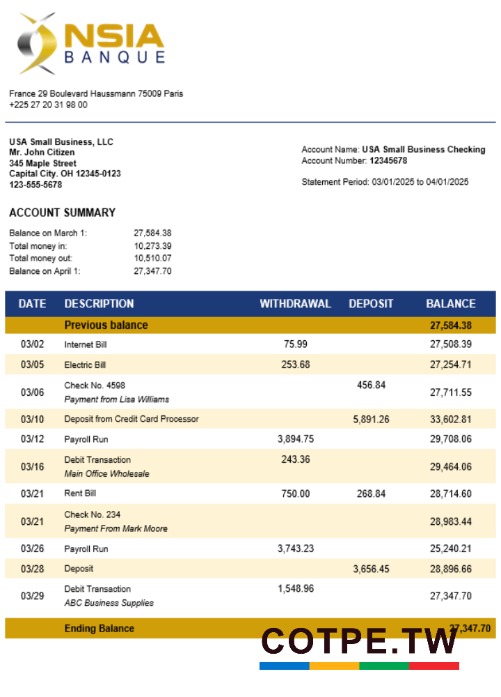 NSIA
BANQUE
France 29 Boulevard Haussmann 75009 Paris
+225 27 20 31 98 00
USA Small Business, LLC
Mr. John Citizen
345 Maple Street
Capital City. OH 12345-0123
123-555-5678
Account Name: USA Small Business Checking
Account Number: 12345678
Statement Period: 03/01/2025 to 04/01/2025
ACCOUNT SUMMARY
Balance on March 1: 27,584.38
Total money in: 10,273.39
Total money out: 10,510.07
Balance on April 1: 27,347.70
DATE DESCRIPTION WITHDRAWAL DEPOSIT BALANCE
Previous balance 27,584.38
03/02 Internet Bill 75.99 27,508.39
03/05 Electric Bill 253.68 27,254.71
03/06 Check No. 4598 456.84 27,711.55
Payment from Lisa Williams
03/10 Deposit from Credit Card Processor 5,891.26 33,602.81
03/12 Payroll Run 3,894.75 29,708.06
03/16 Debit Transaction 243.36 29,464.06
Main Office Wholesale
03/21 Rent Bill 750.00 268.84 28,714.60
03/21 Check No. 234 28,983.44
Payment From Mark Moore
03/26 Payroll Run 3,743.23 25,240.21
03/28 Deposit 3,656.45 28,896.66
03/29 Debit Transaction 1,548.96 27,347.70
ABC Business Supplies
Ending Balance 27,347.70
COTPE.TW